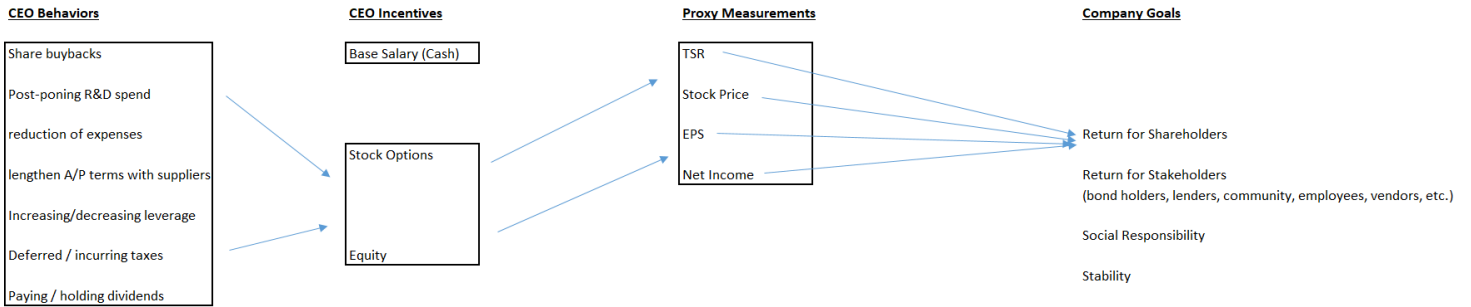 CEO Behaviors
Share buybacks
Post-poning R&D spend
reduction of expenses
lengthen A/P terms with suppliers
Increasing/decreasing leverage
Deferred / incurring taxes
Paying / holding dividends
CEO Incentives
Base Salary (Cash)
Stock Options
Equity
Proxy Measurements
TSR
Stock Price
EPS
Net Income
Company Goals
Return for Shareholders
Return for Stakeholders
(bond holders, lenders, community, employees, vendors, etc.)
Social Responsibility
Stability